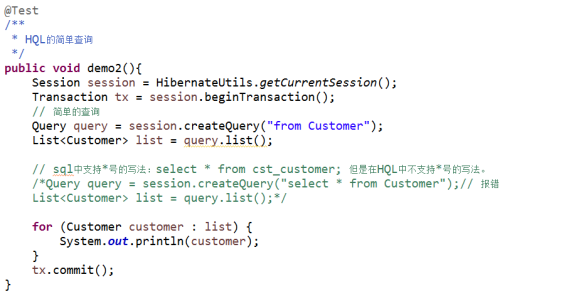 @Test
/**
 * HQL的简单查询
 */
public void demo2(){
    Session session = HibernateUtils.getCurrentSession();
    Transaction tx = session.beginTransaction();
    // 简单的查询
    Query query = session.createQuery("from Customer");
    List<Customer> list = query.list();

    // sql中支持*号的写法：select * from cst_customer; 但是在HQL中不支持*号的写法。
    /*Query query = session.createQuery("select * from Customer");// 报错
    List<Customer> list = query.list();*/

    for (Customer customer : list) {
        System.out.println(customer);
    }
    tx.commit();
}